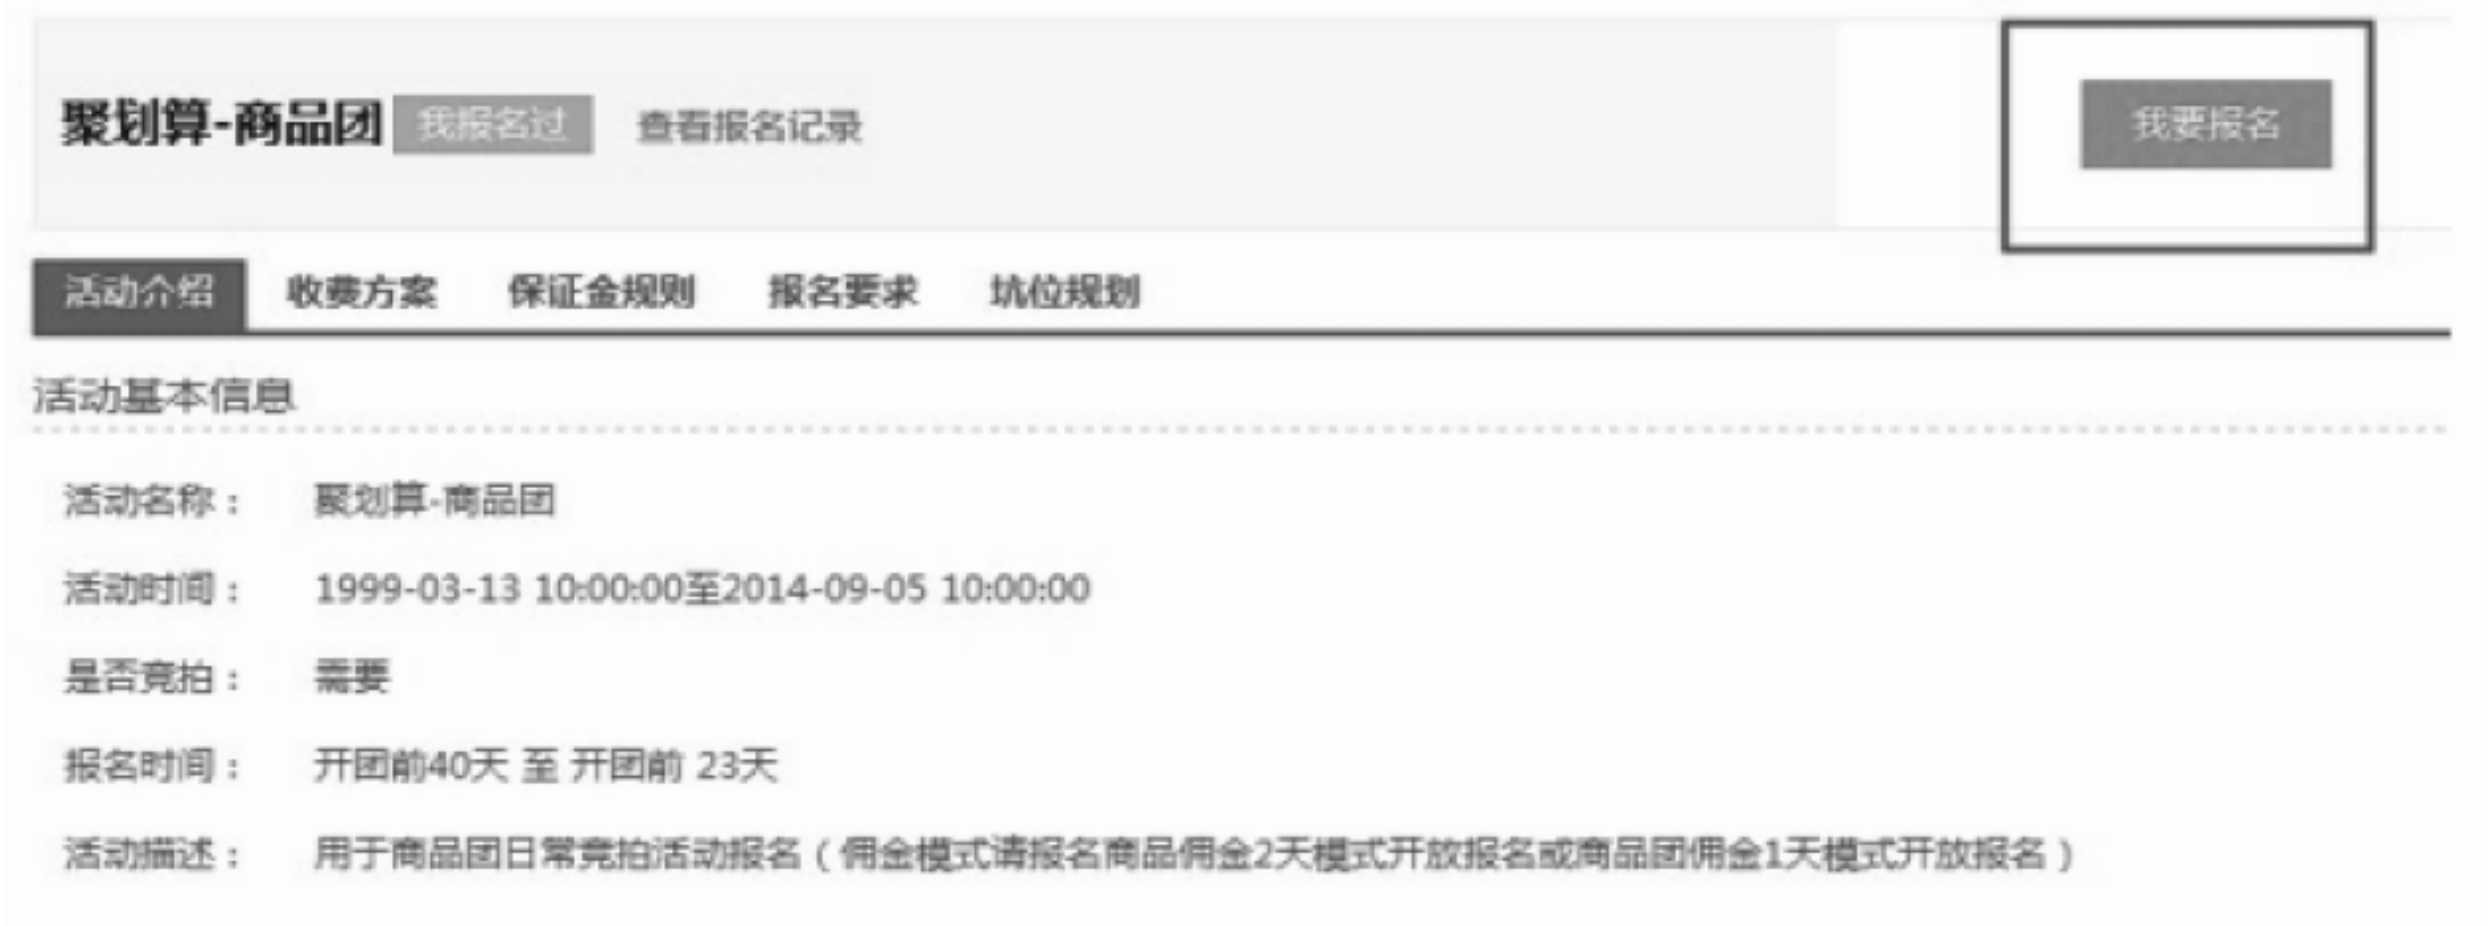 聚划算-商品团 我报名过 查看报名记录 我要报名
活动介绍 收费方案 保证金规则 报名要求 坑位规划
活动基本信息
活动名称： 聚划算-商品团
活动时间： 1999-03-13 10:00:00至2014-09-05 10:00:00
是否竞拍： 需要
报名时间： 开团前40天 至 开团前 23天
活动描述： 用于商品团日常竞拍活动报名（佣金模式请报名商品佣金2天模式开放报名或商品团佣金1天模式开放报名）